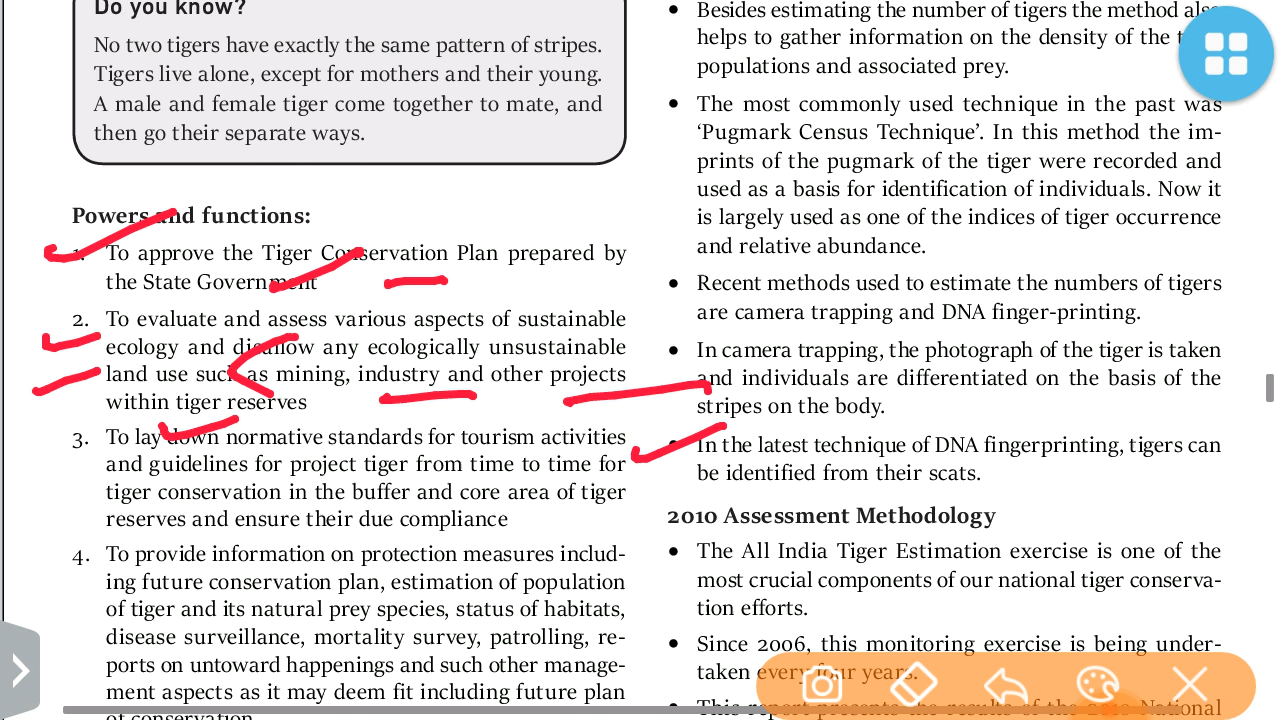 Do you know?
No two tigers have exactly the same pattern of stripes.
Tigers live alone, except for mothers and their young.
A male and female tiger come together to mate, and
then go their separate ways.
Powers and functions:
1. To approve the Tiger Conservation Plan prepared by
the State Government
2. To evaluate and assess various aspects of sustainable
ecology and disallow any ecologically unsustainable
land use such as mining, industry and other projects
within tiger reserves
3. To lay down normative standards for tourism activities
and guidelines for project tiger from time to time for
tiger conservation in the buffer and core area of tiger
reserves and ensure their due compliance
4. To provide information on protection measures includ-
ing future conservation plan, estimation of population
of tiger and its natural prey species, status of habitats,
disease surveillance, mortality survey, patrolling, re-
ports on untoward happenings and such other manage-
ment aspects as it may deem fit including future plan
of conservation
• Besides estimating the number of tigers the method also
helps to gather information on the density of the
populations and associated prey.
• The most commonly used technique in the past was
‘Pugmark Census Technique’. In this method the im-
prints of the pugmark of the tiger were recorded and
used as a basis for identification of individuals. Now it
is largely used as one of the indices of tiger occurrence
and relative abundance.
• Recent methods used to estimate the numbers of tigers
are camera trapping and DNA finger-printing.
• In camera trapping, the photograph of the tiger is taken
and individuals are differentiated on the basis of the
stripes on the body.
• In the latest technique of DNA fingerprinting, tigers can
be identified from their scats.
2010 Assessment Methodology
• The All India Tiger Estimation exercise is one of the
most crucial components of our national tiger conserva-
tion efforts.
• Since 2006, this monitoring exercise is being under-
taken every four years.
• This report presents the results of the 2010 National